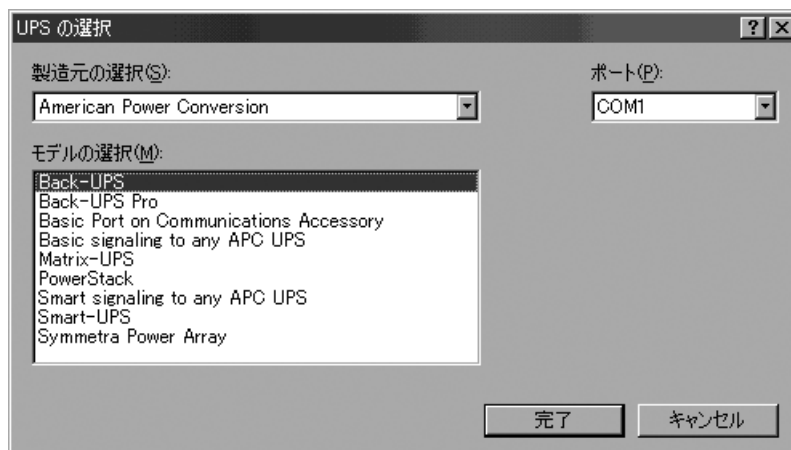 UPS の選択
製造元の選択(S):
ポート(P):
American Power Conversion
COM1
モデルの選択(M):
Back-UPS
Back-UPS Pro
Basic Port on Communications Accessory
Basic signaling to any APC UPS
Matrix-UPS
PowerStack
Smart signaling to any APC UPS
Smart-UPS
Symmetra Power Array
完了
キャンセル